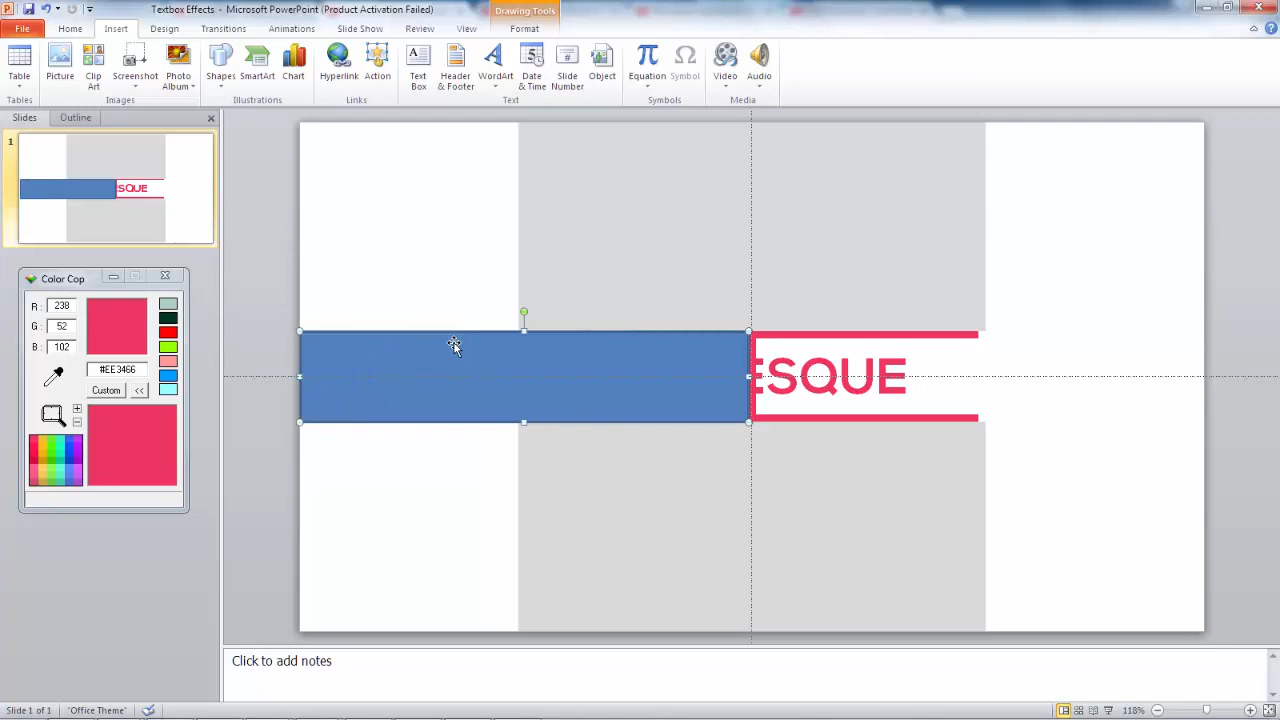 Textbox Effects - Microsoft PowerPoint (Product Activation Failed)
Drawing Tools
File Home Insert Design Transitions Animations Slide Show Review View Format
Table
Picture
Clip Art
Screenshot
Photo Album
Shapes
SmartArt
Chart
Hyperlink
Action
Text Box
Header & Footer
WordArt
Date & Time
Slide Number
Object
Equation
Symbol
Video
Audio
Tables Images Illustrations Links Text Symbols Media
Slides Outline
1
SQUE
Color Cop
R: 238
G: 52
B: 102
#EE3466
Custom <<
ESQUE
Click to add notes
Slide 1 of 1 "Office Theme" 118%